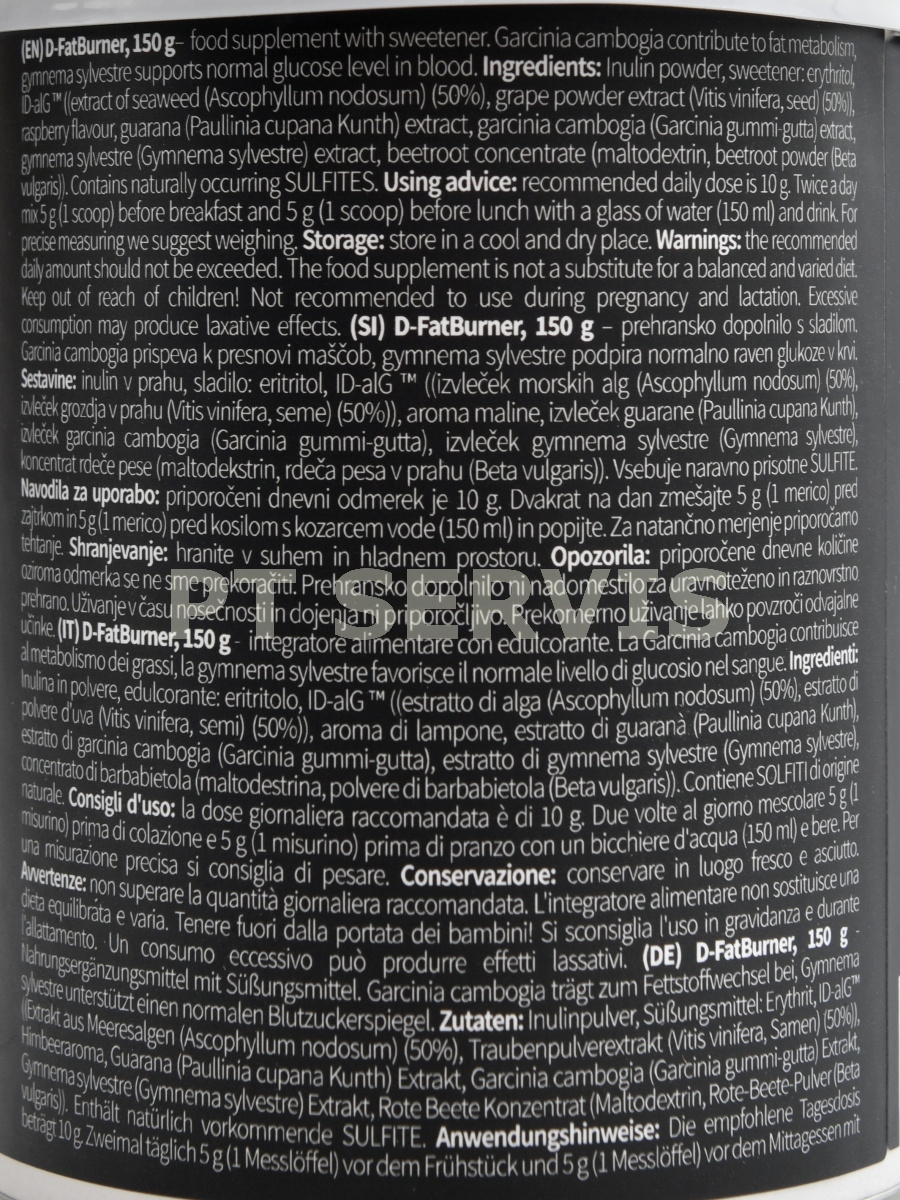 (EN) D-FatBurner, 150 g– food supplement with sweetener. Garcinia cambogia contribute to fat metabolism,
gymnema sylvestre supports normal glucose level in blood. Ingredients: Inulin powder, sweetener: erythritol,
ID-alG™ ((extract of seaweed (Ascophyllum nodosum) (50%), grape powder extract (Vitis vinifera, seed) (50%)),
raspberry flavour, guarana (Paullinia cupana Kunth) extract, garcinia cambogia (Garcinia gummi-gutta) extract,
gymnema sylvestre (Gymnema sylvestre) extract, beetroot concentrate (maltodextrin, beetroot powder (Beta
vulgaris)). Contains naturally occurring SULFITES. Using advice: recommended daily dose is 10 g. Twice a day
mix 5 g (1 scoop) before breakfast and 5 g (1 scoop) before lunch with a glass of water (150 ml) and drink. For
precise measuring we suggest weighing. Storage: store in a cool and dry place. Warnings: the recommended
daily amount should not be exceeded. The food supplement is not a substitute for a balanced and varied diet.
Keep out of reach of children! Not recommended to use during pregnancy and lactation. Excessive
consumption may produce laxative effects. (SI) D-FatBurner, 150 g – prehransko dopolnilo s sladilom.
Garcinia cambogia prispeva k presnovi maščob, gymnema sylvestre podpira normalno raven glukoze v krvi.
Sestavine: inulin v prahu, sladilo: eritritol, ID-alG ™ ((izvleček morskih alg (Ascophyllum nodosum) (50%),
izvleček grozdja v prahu (Vitis vinifera, seme) (50%)), aroma maline, izvleček guarane (Paullinia cupana Kunth),
izvleček garcinia cambogia (Garcinia gummi-gutta), izvleček gymnema sylvestre (Gymnema sylvestre),
koncentrat rdeče pese (maltodekstrin, rdeča pesa v prahu (Beta vulgaris)). Vsebuje naravno prisotne SULFITE.
Navodila za uporabo: priporočeni dnevni odmerek je 10 g. Dvakrat na dan zmešajte 5 g (1 merico) pred
zajtrkom in 5 g (1 merico) pred kosilom s kozarcem vode (150 ml) in popijte. Za natančno merjenje priporočamo
tehtanje. Shranjevanje: hranite v suhem in hladnem prostoru. Opozorila: priporočene dnevne količine
oziroma odmerka se ne sme prekoračiti. Prehransko dopolnilo ni nadomestilo za uravnoteženo in raznovrstno
PT SERVIS
prehrano. Uživanje v času nosečnosti in dojenja ni priporočljivo. Prekomerno uživanje lahko povzroči odvajalne
učinke. (IT) D-FatBurner, 150 g - integratore alimentare con edulcorante. La Garcinia cambogia contribuisce
al metabolismo dei grassi, la gymnema sylvestre favorisce il normale livello di glucosio nel sangue. Ingredienti:
Inulina in polvere, edulcorante: eritritolo, ID-alG ™ ((estratto di alga (Ascophyllum nodosum) (50%), estratto di
polvere d'uva (Vitis vinifera, semi) (50%)), aroma di lampone, estratto di guaranà (Paullinia cupana Kunth),
estratto di garcinia cambogia (Garcinia gummi-gutta), estratto di gymnema sylvestre (Gymnema sylvestre),
concentrato di barbabietola (maltodestrina, polvere di barbabietola (Beta vulgaris)). Contiene SOLFITI di origine
naturale. Consigli d'uso: la dose giornaliera raccomandata è di 10 g. Due volte al giorno mescolare 5 g (1
misurino) prima di colazione e 5 g (1 misurino) prima di pranzo con un bicchiere d'acqua (150 ml) e bere. Per
una misurazione precisa si consiglia di pesare. Conservazione: conservare in luogo fresco e asciutto.
Avvertenze: non superare la quantità giornaliera raccomandata. L'integratore alimentare non sostituisce una
dieta equilibrata e varia. Tenere fuori dalla portata dei bambini! Si sconsiglia l'uso in gravidanza e durante
l'allattamento. Un consumo eccessivo può produrre effetti lassativi. (DE) D-FatBurner, 150 g -
Nahrungsergänzungsmittel mit Süßungsmittel. Garcinia cambogia trägt zum Fettstoffwechsel bei, Gymnema
sylvestre unterstützt einen normalen Blutzuckerspiegel. Zutaten: Inulinpulver, Süßungsmittel: Erythrit, ID-alG™
((Extrakt aus Meeresalgen (Ascophyllum nodosum) (50%), Traubenpulverextrakt (Vitis vinifera, Samen) (50%)),
Himbeeraroma, Guarana (Paullinia cupana Kunth) Extrakt, Garcinia cambogia (Garcinia gummi-gutta) Extrakt,
Gymnema sylvestre (Gymnema sylvestre) Extrakt, Rote Beete Konzentrat (Maltodextrin, Rote-Beete-Pulver (Beta
vulgaris)). Enthält natürlich vorkommende SULFITE. Anwendungshinweise: Die empfohlene Tagesdosis
beträgt 10 g. Zweimal täglich 5 g (1 Messlöffel) vor dem Frühstück und 5 g (1 Messlöffel) vor dem Mittagessen mit